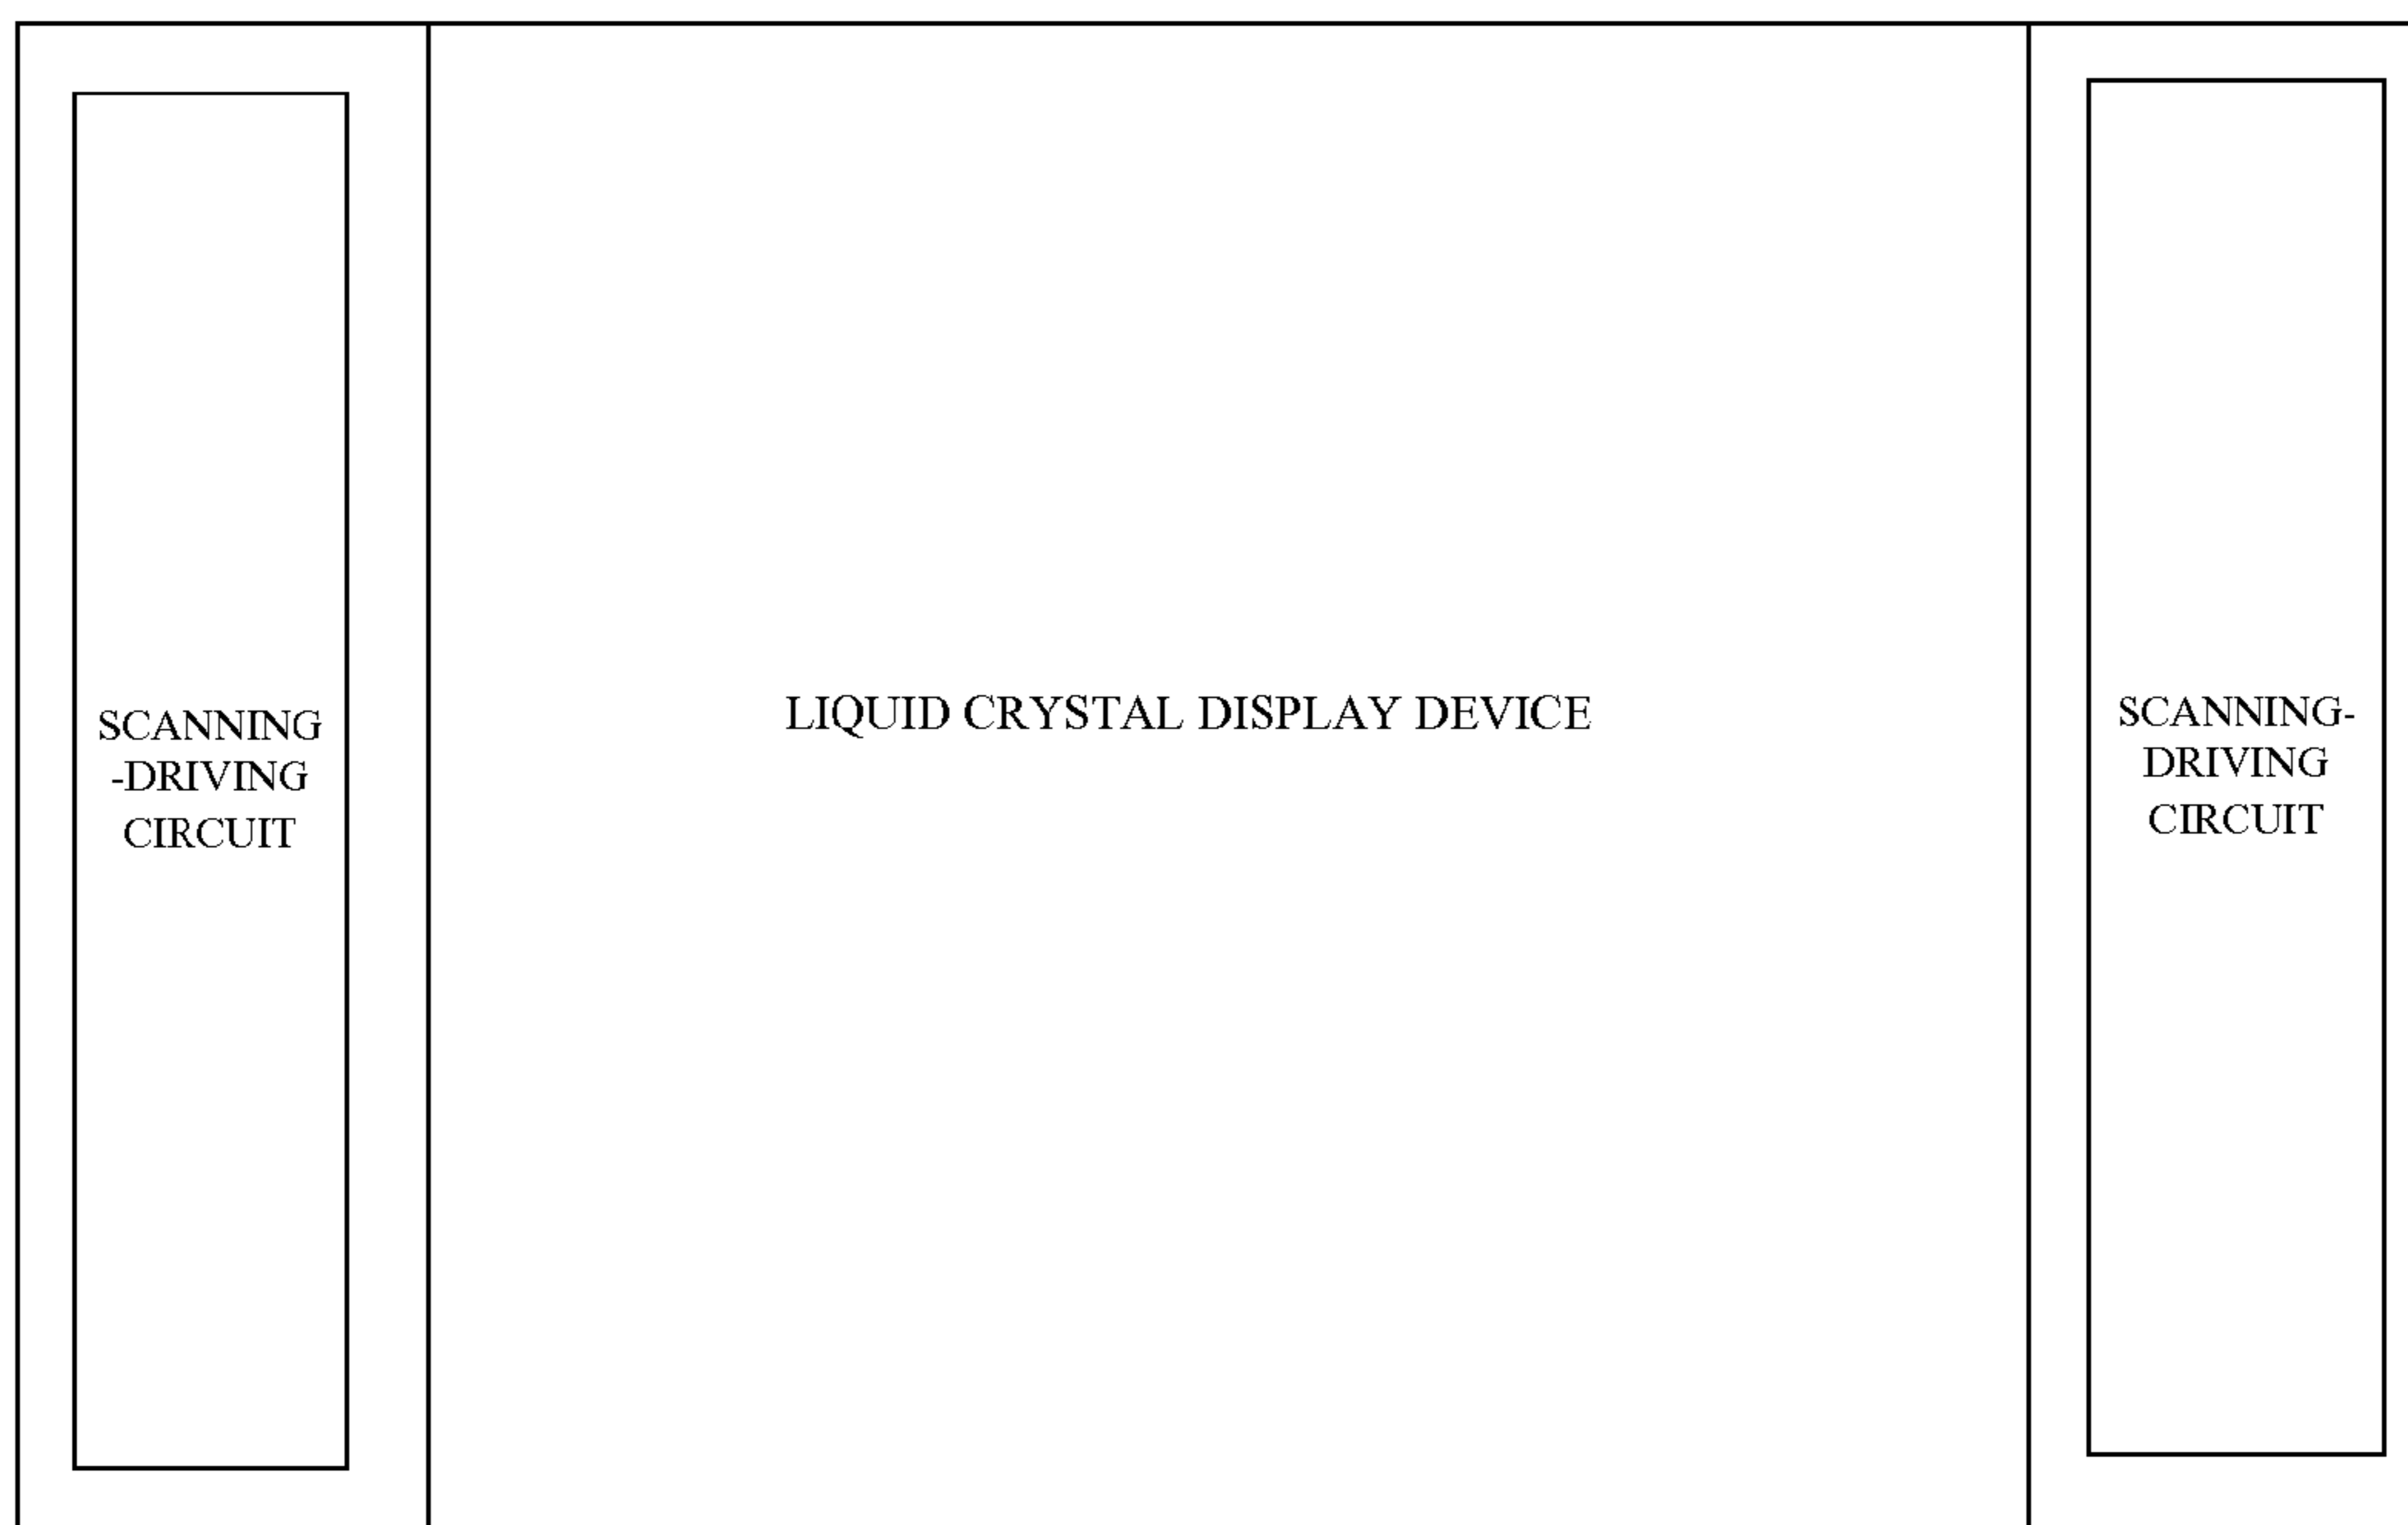 SCANNING
-DRIVING
CIRCUIT
LIQUID CRYSTAL DISPLAY DEVICE
SCANNING-
DRIVING
CIRCUIT